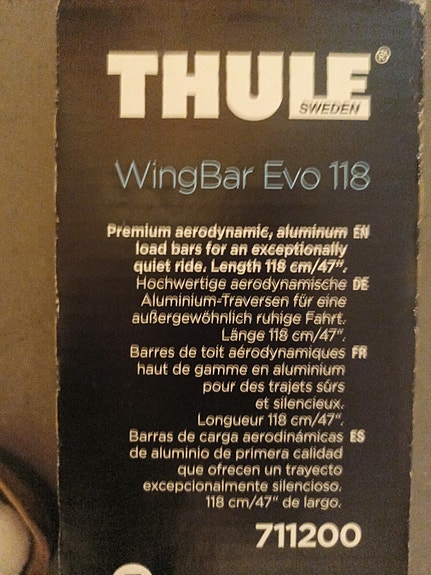 THULE®
SWEDEN
WingBar Evo 118
Premium aerodynamic, aluminum EN
load bars for an exceptionally
quiet ride. Length 118 cm/47".
Hochwertige aerodynamische DE
Aluminium-Traversen für eine
außergewöhnlich ruhige Fahrt.
Länge 118 cm/47".
Barres de toit aérodynamiques FR
haut de gamme en aluminium
pour des trajets sûrs
et silencieux.
Longueur 118 cm/47".
Barras de carga aerodinámicas ES
de aluminio de primera calidad
que ofrecen un trayecto
excepcionalmente silencioso.
118 cm/47" de largo.
711200